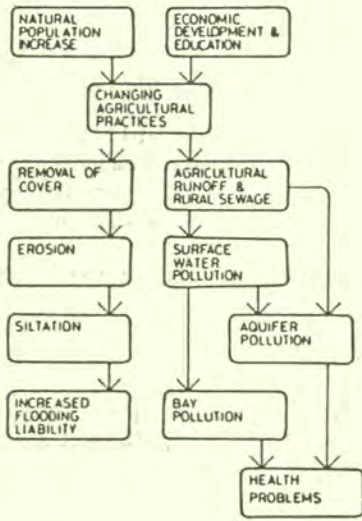 NATURAL
POPULATION
INCREASE
ECONOMIC
DEVELOPMENT &
EDUCATION
CHANGING
AGRICULTURAL
PRACTICES
REMOVAL OF
COVER
AGRICULTURAL
RUNOFF &
RURAL SEWAGE
EROSION
SURFACE
WATER
POLLUTION
SILTATION
AQUIFER
POLLUTION
INCREASED
FLOODING
LIABILITY
BAY
POLLUTION
HEALTH
PROBLEMS